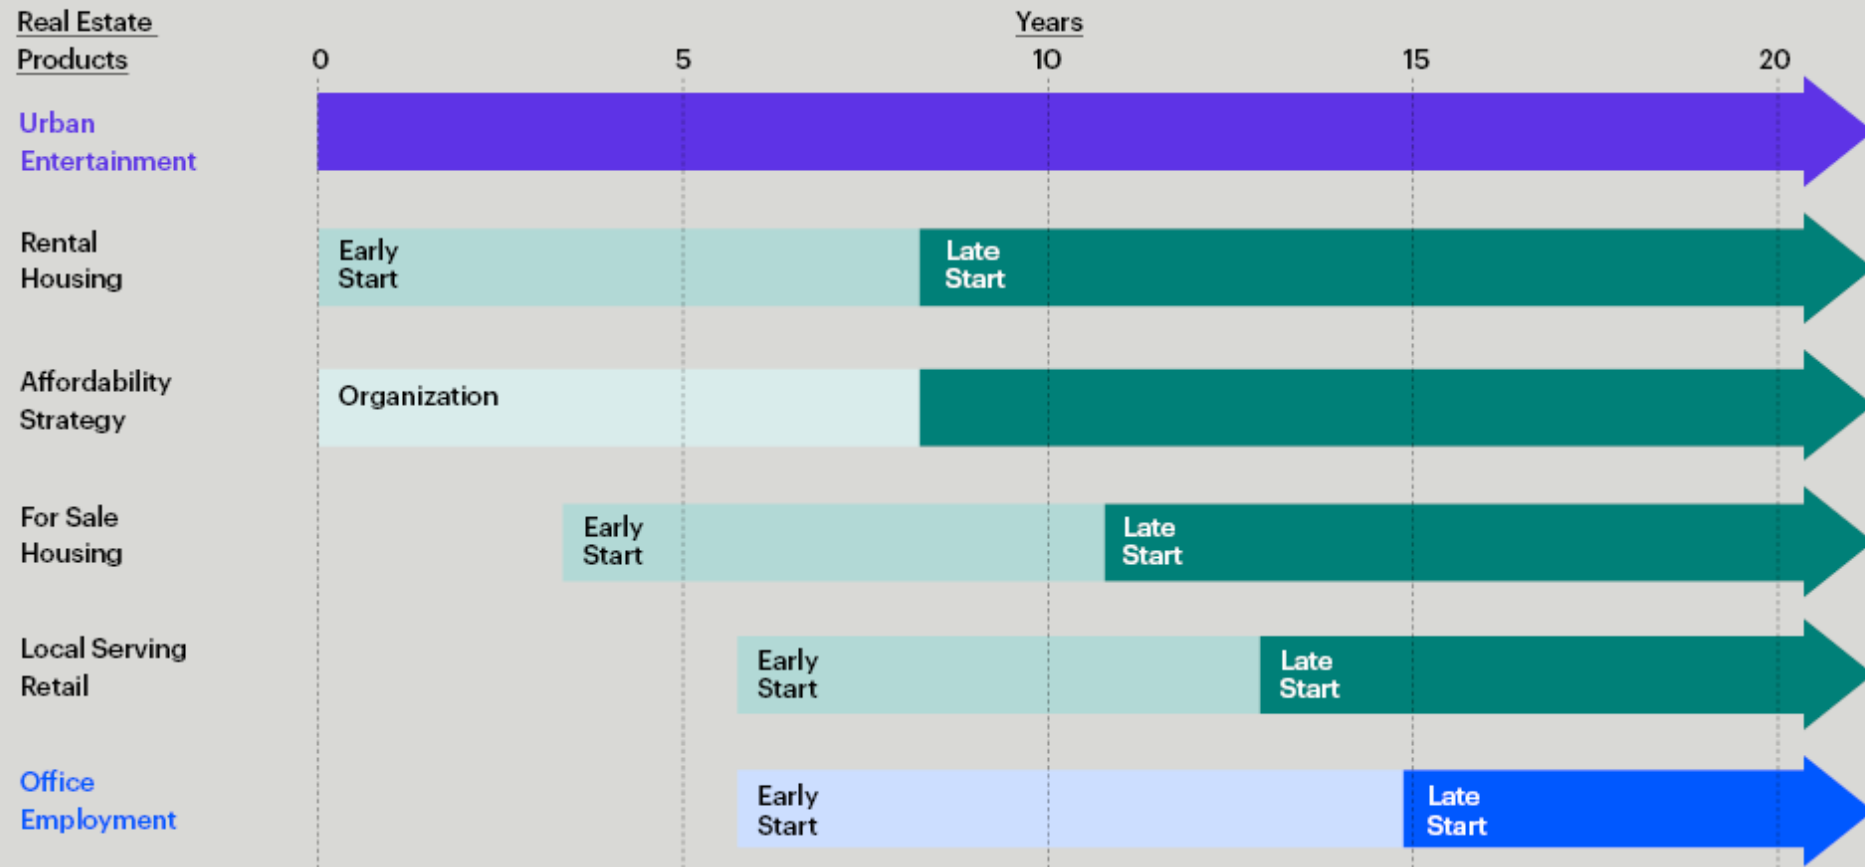 Real Estate
Products
Years
0 5 10 15 20
Urban
Entertainment
Rental
Housing
Early
Start
Late
Start
Affordability
Strategy
Organization
For Sale
Housing
Early
Start
Late
Start
Local Serving
Retail
Early
Start
Late
Start
Office
Employment
Early
Start
Late
Start